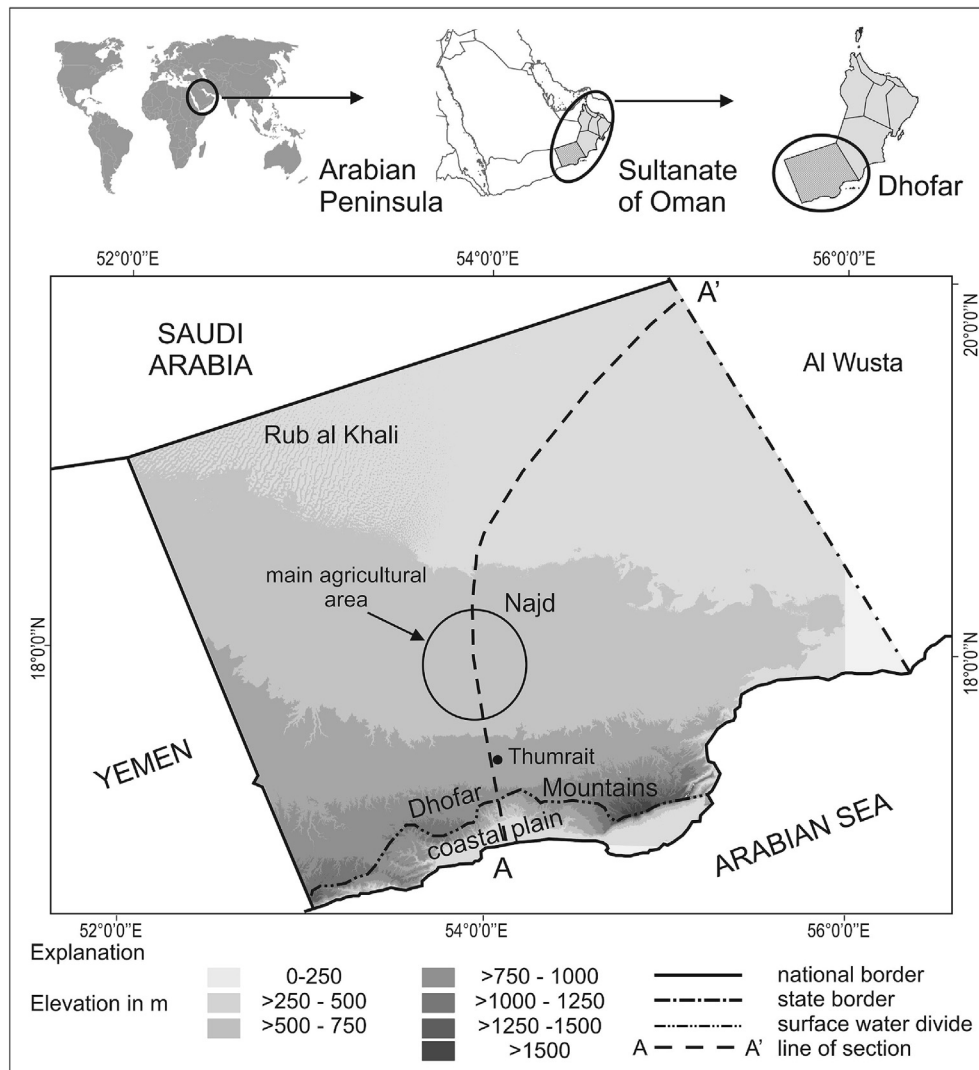 Arabian
Peninsula
Sultanate
of Oman
Dhofar
52°0'0"E
54°0'0"E
56°0'0"E
A'
20°0'0"N
SAUDI
ARABIA
Al Wusta
Rub al Khali
main agricultural
area
Najd
18°0'0"N
18°0'0"N
YEMEN
Thumrait
Dhofar
Mountains
coastal plain
ARABIAN SEA
A
52°0'0"E
54°0'0"E
56°0'0"E
Explanation
Elevation in m
0-250
>250 - 500
>500 - 750
>750 - 1000
>1000 - 1250
>1250 -1500
>1500
national border
state border
surface water divide
A A' line of section